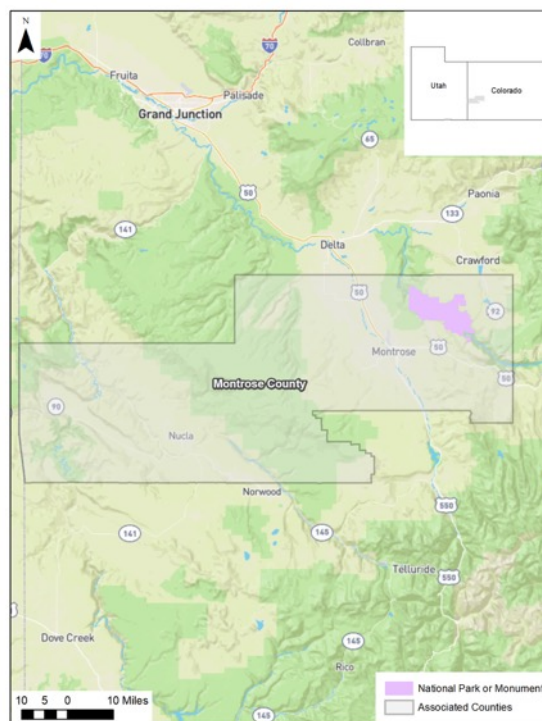 N
70
Collbran
Fruita
Palisade
Grand Junction
Utah
Colorado
65
50
Paonia
133
141
Delta
Crawford
50
92
Montrose
50
50
Montrose County
90
Nucla
Norwood
550
145
141
Telluride
550
Dove Creek
145
Rico
145
National Park or Monument
Associated Counties
10 5 0 10 Miles